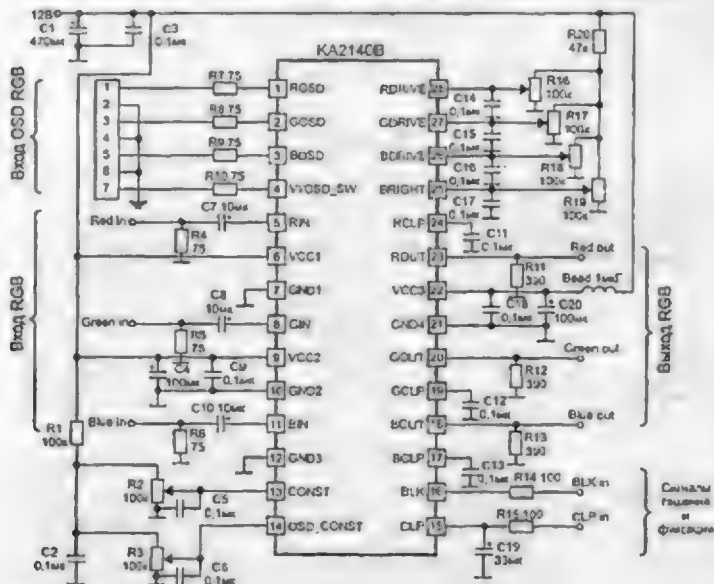 12В
C1
470мк
C3
0,1мк
KA2140B
R20
47к
Вход OSD RGB
1
2
3
4
5
6
7
R7 75
R8 75
R9 75
R10 75
1 ROSD
2 GOSD
3 BOSD
4 V/OSD_SW
5 RIN
6 VCC1
7 GND1
8 GIN
9 VCC2
10 GND2
11 BIN
12 GND3
13 CONST
14 OSD_CONST
RDRIVE 28
GDRIVE 27
BDRIVE 26
BRIGHT 25
RCLP 24
ROUT 23
VCC3 22
GND4 21
GOUT 20
GCLP 19
BOUT 18
BCLP 17
BLK 16
CLP 15
C14
0,1мк
C15
0,1мк
C16
0,1мк
C17
0,1мк
R16
100к
R17
100к
R18
100к
R19
100к
Вход RGB
Red in
C7 10мк
R4
75
Green in
C8
10мк
R5
75
C4
100мк
C9
0,1мк
Blue in
C10 10мк
R6
75
R1
100к
R2
100к
C5
0,1мк
C2
0,1мк
R3
100к
C6
0,1мк
C11
0,1мк
Red out
R11
390
Bead 1мкГ
C18
0,1мк
C20
100мк
Выход RGB
Green out
R12
390
C12
0,1мк
Blue out
R13
390
C13
0,1мк
R14 100
BLK in
R15 100
CLP in
C19
33мк
Сигналы
гашения
и
фиксации